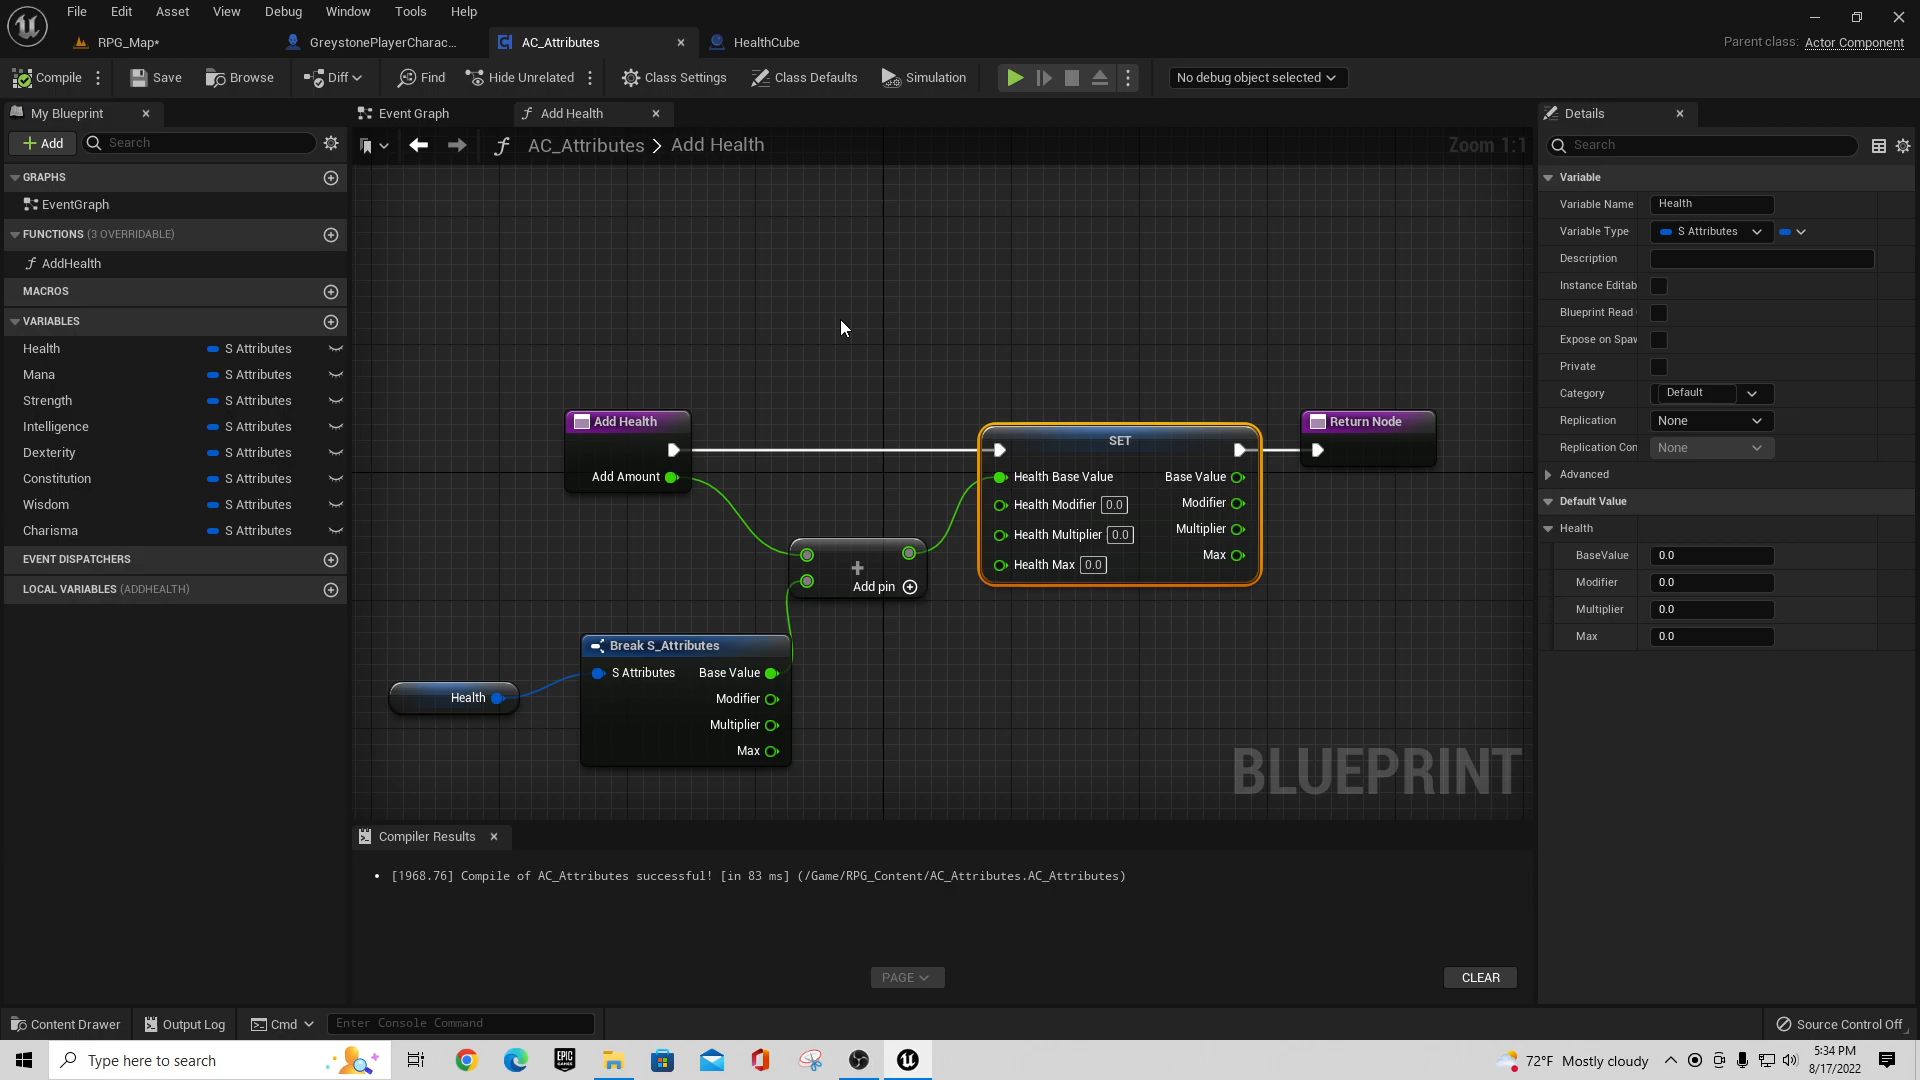 File Edit Asset View Debug Window Tools Help
RPG_Map* GreystonePlayerCharac... AC_Attributes HealthCube Parent class: Actor Component
Compile Save Browse Diff Find Hide Unrelated Class Settings Class Defaults Simulation No debug object selected
My Blueprint Event Graph Add Health Details
Add Search AC_Attributes > Add Health Zoom 1:1 Search
GRAPHS
EventGraph
FUNCTIONS (3 OVERRIDABLE)
AddHealth
MACROS
VARIABLES
Health S Attributes
Mana S Attributes
Strength S Attributes
Intelligence S Attributes
Dexterity S Attributes
Constitution S Attributes
Wisdom S Attributes
Charisma S Attributes
EVENT DISPATCHERS
LOCAL VARIABLES (ADDHEALTH)
Add Health
Add Amount
Add pin
Health
Break S_Attributes
S Attributes Base Value
Modifier
Multiplier
Max
SET
Health Base Value Base Value
Health Modifier 0.0 Modifier
Health Multiplier 0.0 Multiplier
Health Max 0.0 Max
Return Node
BLUEPRINT
Variable
Variable Name Health
Variable Type S Attributes
Description
Instance Editab
Blueprint Read
Expose on Spaw
Private
Category Default
Replication None
Replication Con None
Advanced
Default Value
Health
BaseValue 0.0
Modifier 0.0
Multiplier 0.0
Max 0.0
Compiler Results
[1968.76] Compile of AC_Attributes successful! [in 83 ms] (/Game/RPG_Content/AC_Attributes.AC_Attributes)
PAGE CLEAR
Content Drawer Output Log Cmd Enter Console Command Source Control Off
Type here to search EPIC GAMES 72°F Mostly cloudy 5:34 PM
8/17/2022